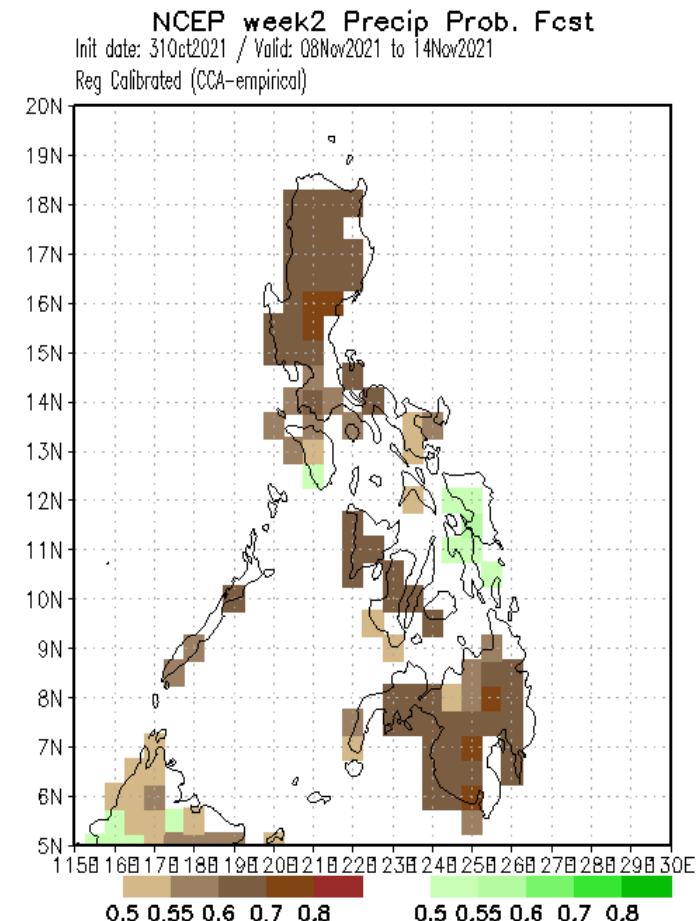 NCEP week2 Precip Prob. Fcst
Init date: 31Oct2021 / Valid: 08Nov2021 to 14Nov2021
Reg Calibrated (CCA-empirical)
20N
19N
18N
17N
16N
15N
14N
13N
12N
11N
10N
9N
8N
7N
6N
5N
115E 116E 117E 118E 119E 120E 121E 122E 123E 124E 125E 126E 127E 128E 129E 130E
0.5 0.55 0.6 0.7 0.8 0.5 0.55 0.6 0.7 0.8